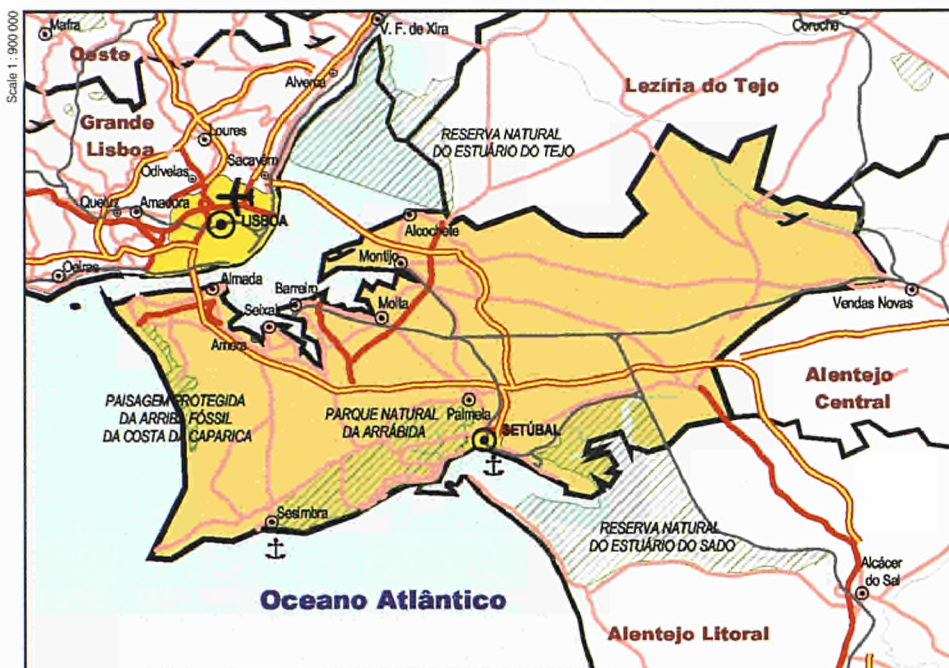 Scale 1 : 900 000
Mafra
V. F. de Xira
Coruche
Oeste
Alverca
Lezíria do Tejo
Grande
Lisboa
Loures
RESERVA NATURAL
DO ESTUÁRIO DO TEJO
Sacavém
Odivelas
Queluz
Amadora
LISBOA
Alcochete
Montijo
Oeiras
Almada
Barreiro
Vendas Novas
Seixal
Moita
Amora
Alentejo
Central
PAISAGEM PROTEGIDA
DA ARRIBA FÓSSIL
DA COSTA DA CAPARICA
PARQUE NATURAL
DA ARRÁBIDA
Palmela
SETÚBAL
Sesimbra
RESERVA NATURAL
DO ESTUÁRIO DO SADO
Alcácer
do Sal
Oceano Atlântico
Alentejo Litoral